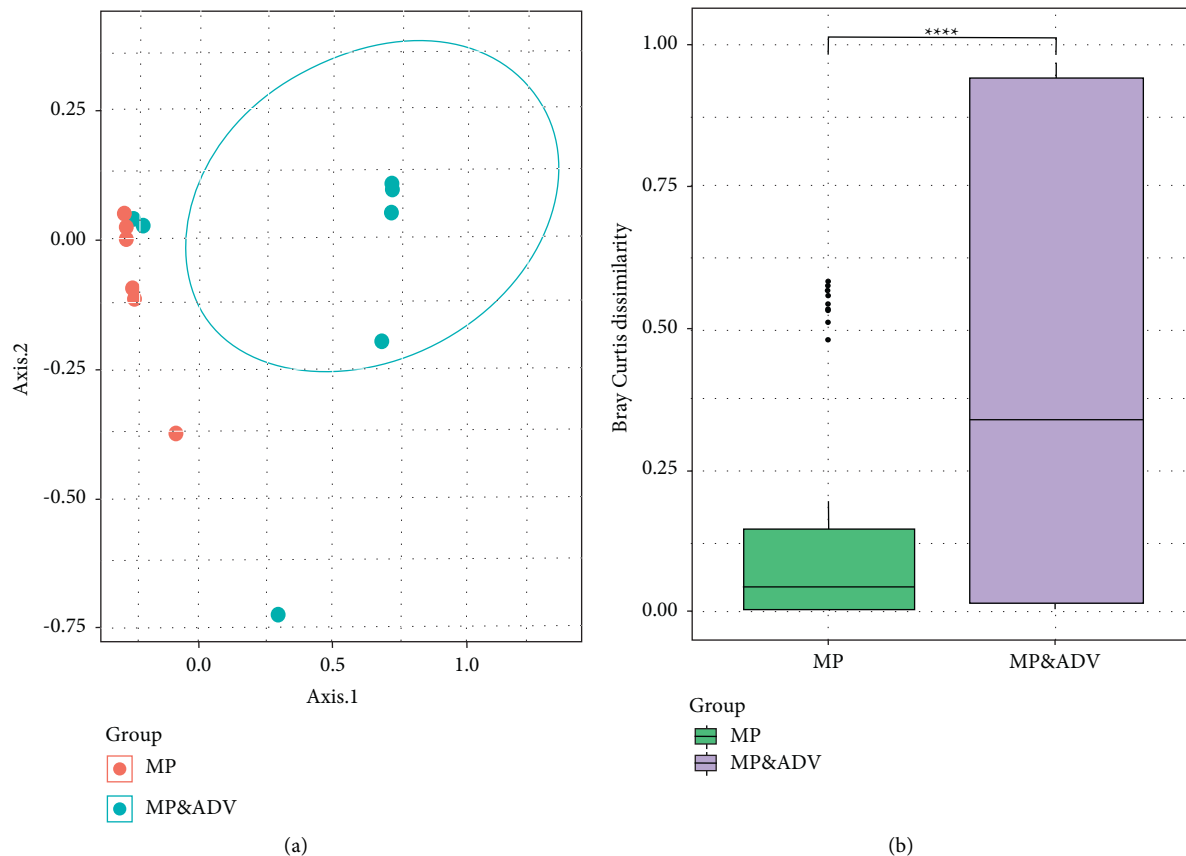 0.25
0.00
-0.25
-0.50
-0.75
Axis.2
0.0 0.5 1.0
Axis.1
Group
MP
MP&ADV
(a)
****
1.00
0.75
0.50
0.25
0.00
Bray Curtis dissimilarity
MP MP&ADV
Group
MP
MP&ADV
(b)